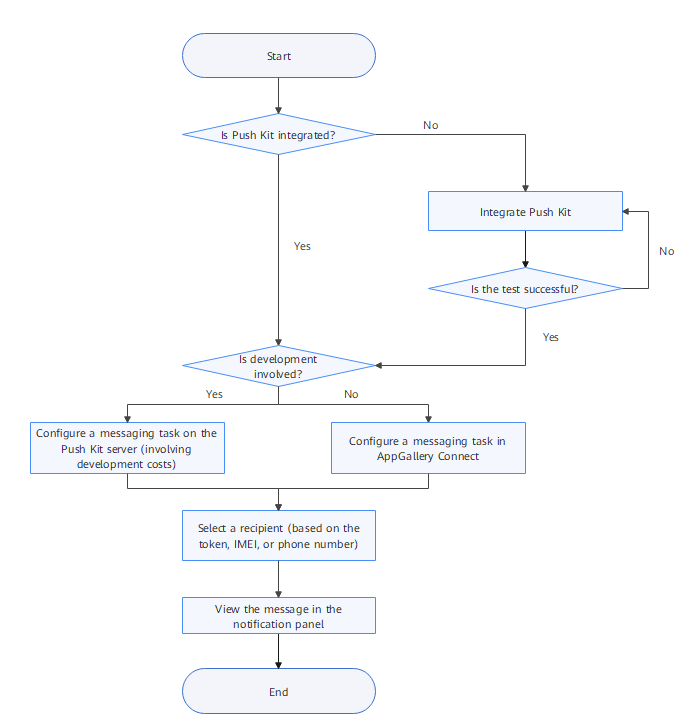 Start
Is Push Kit integrated?
No
Integrate Push Kit
Yes
No
Is the test successful?
Yes
Is development
involved?
Yes
No
Configure a messaging task on the
Push Kit server (involving
development costs)
Configure a messaging task in
AppGallery Connect
Select a recipient (based on the
token, IMEI, or phone number)
View the message in the
notification panel
End